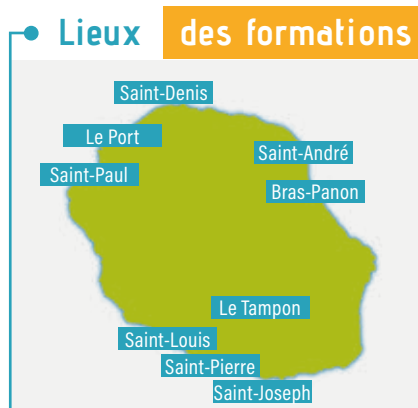 Lieux des formations
Saint-Denis
Le Port
Saint-André
Saint-Paul
Bras-Panon
Le Tampon
Saint-Louis
Saint-Pierre
Saint-Joseph